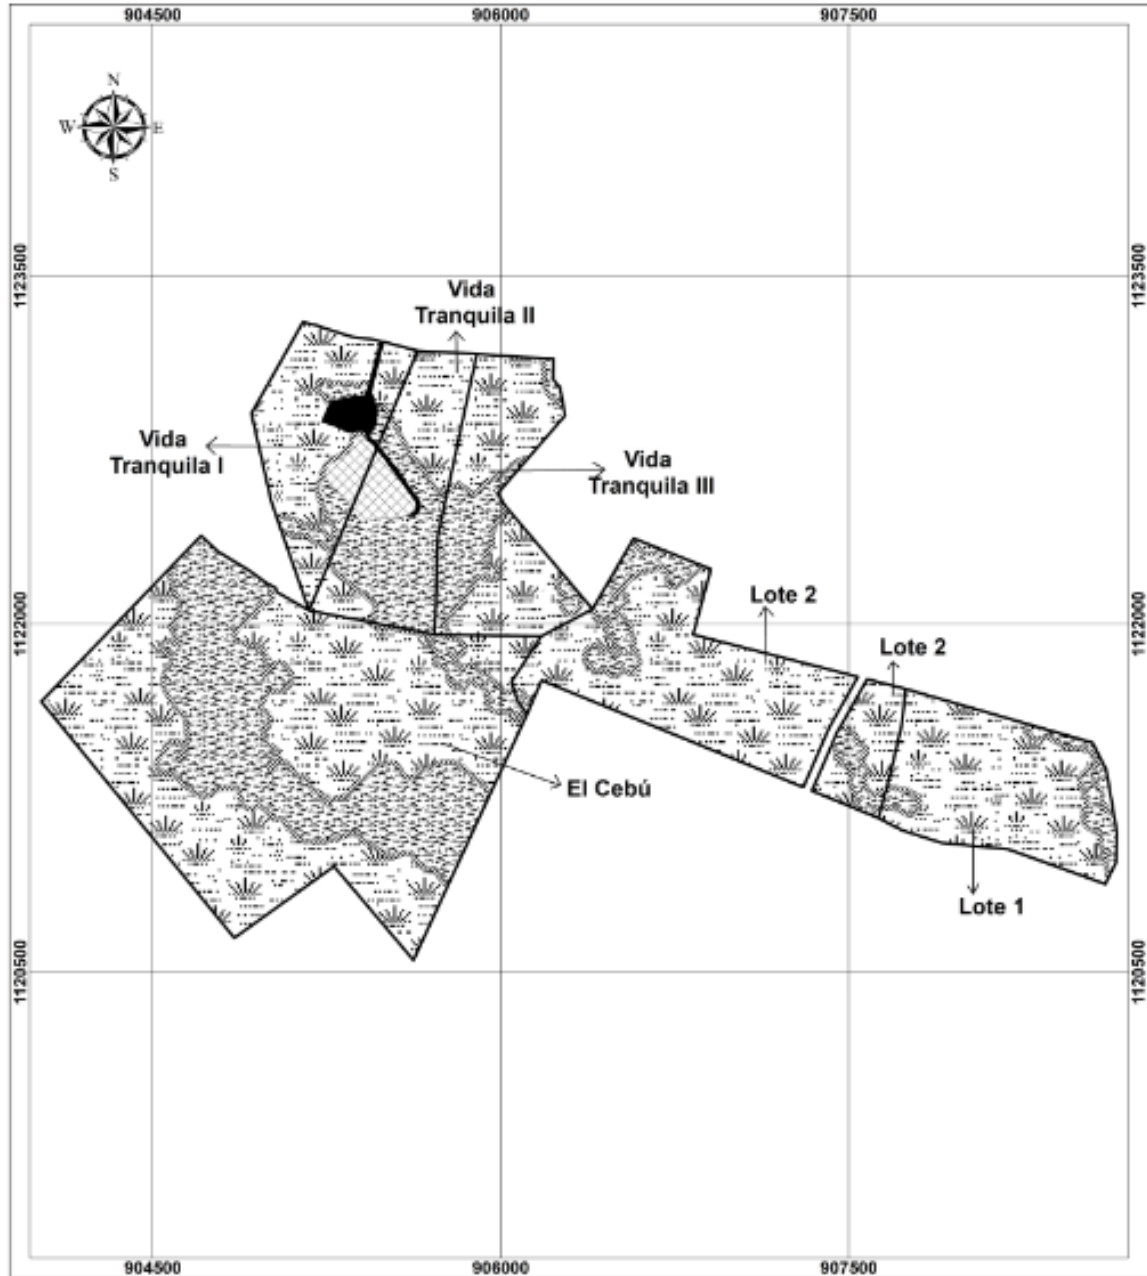 904500
906000
907500
N
W
E
S
1123500
1123500
Vida
Tranquila II
Vida
Tranquila I
Vida
Tranquila III
Lote 2
1122000
1122000
Lote 2
El Cebú
Lote 1
1120500
1120500
904500
906000
907500